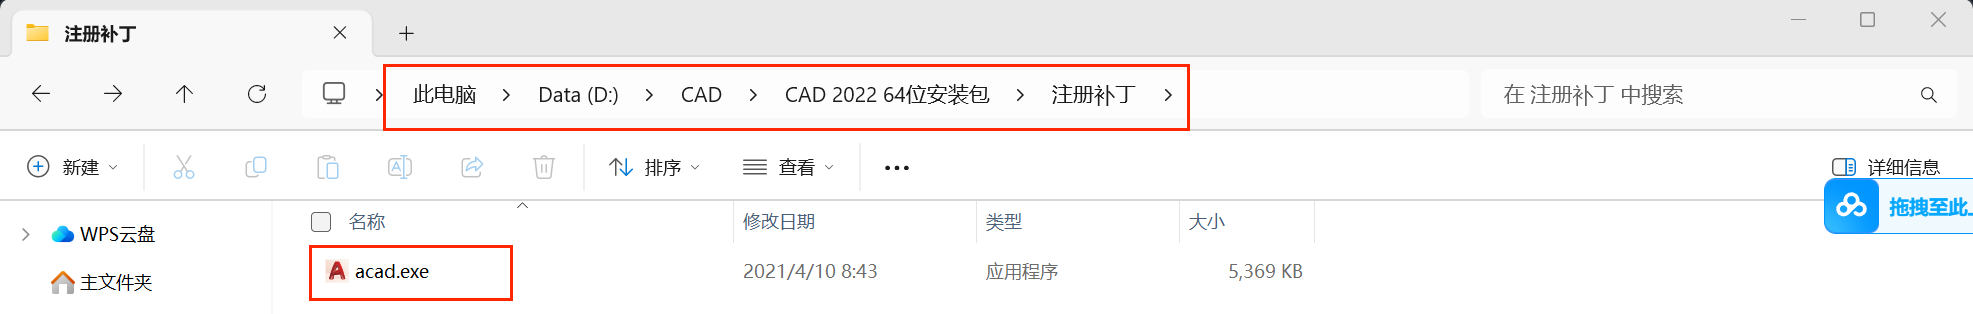 注册补丁
此电脑 > Data (D:) > CAD > CAD 2022 64位安装包 > 注册补丁 >
在 注册补丁 中搜索
新建
排序
查看
详细信息
拖拽至此上
名称 修改日期 类型 大小
WPS云盘
acad.exe 2021/4/10 8:43 应用程序 5,369 KB
主文件夹